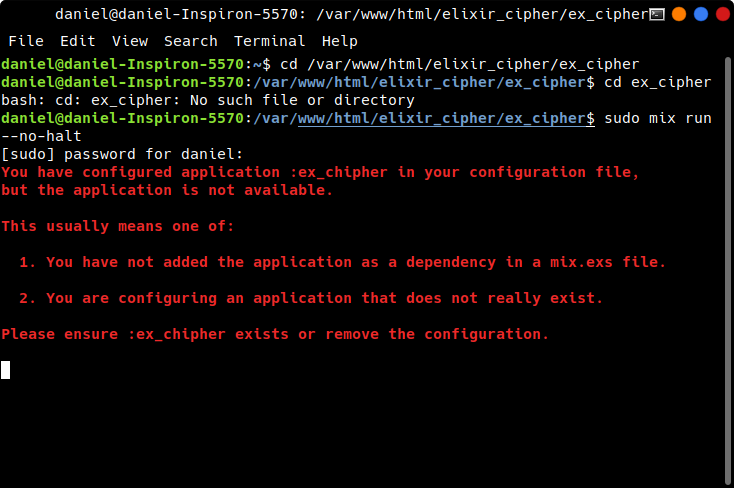 daniel@daniel-Inspiron-5570: /var/www/html/elixir_cipher/ex_cipher
File Edit View Search Terminal Help
daniel@daniel-Inspiron-5570:~$ cd /var/www/html/elixir_cipher/ex_cipher
daniel@daniel-Inspiron-5570:/var/www/html/elixir_cipher/ex_cipher$ cd ex_cipher
bash: cd: ex_cipher: No such file or directory
daniel@daniel-Inspiron-5570:/var/www/html/elixir_cipher/ex_cipher$ sudo mix run
--no-halt
[sudo] password for daniel:
You have configured application :ex_chipher in your configuration file,
but the application is not available.
This usually means one of:
1. You have not added the application as a dependency in a mix.exs file.
2. You are configuring an application that does not really exist.
Please ensure :ex_chipher exists or remove the configuration.